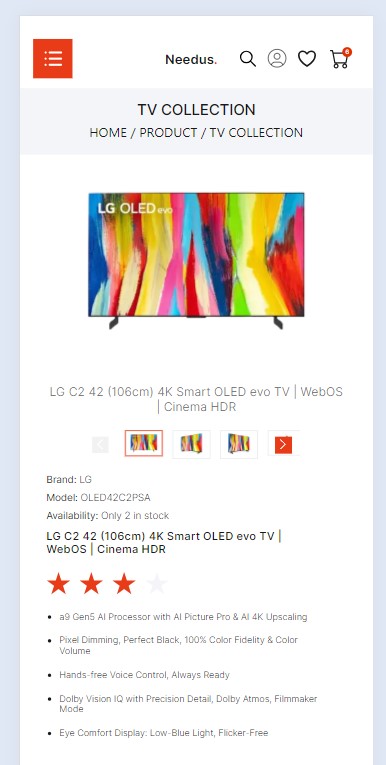 Needus.
6
TV COLLECTION
HOME / PRODUCT / TV COLLECTION
LG OLED evo
LG C2 42 (106cm) 4K Smart OLED evo TV | WebOS
| Cinema HDR
Brand: LG
Model: OLED42C2PSA
Availability: Only 2 in stock
LG C2 42 (106cm) 4K Smart OLED evo TV |
WebOS | Cinema HDR
a9 Gen5 AI Processor with AI Picture Pro & AI 4K Upscaling
Pixel Dimming, Perfect Black, 100% Color Fidelity & Color
Volume
Hands-free Voice Control, Always Ready
Dolby Vision IQ with Precision Detail, Dolby Atmos, Filmmaker
Mode
Eye Comfort Display: Low-Blue Light, Flicker-Free